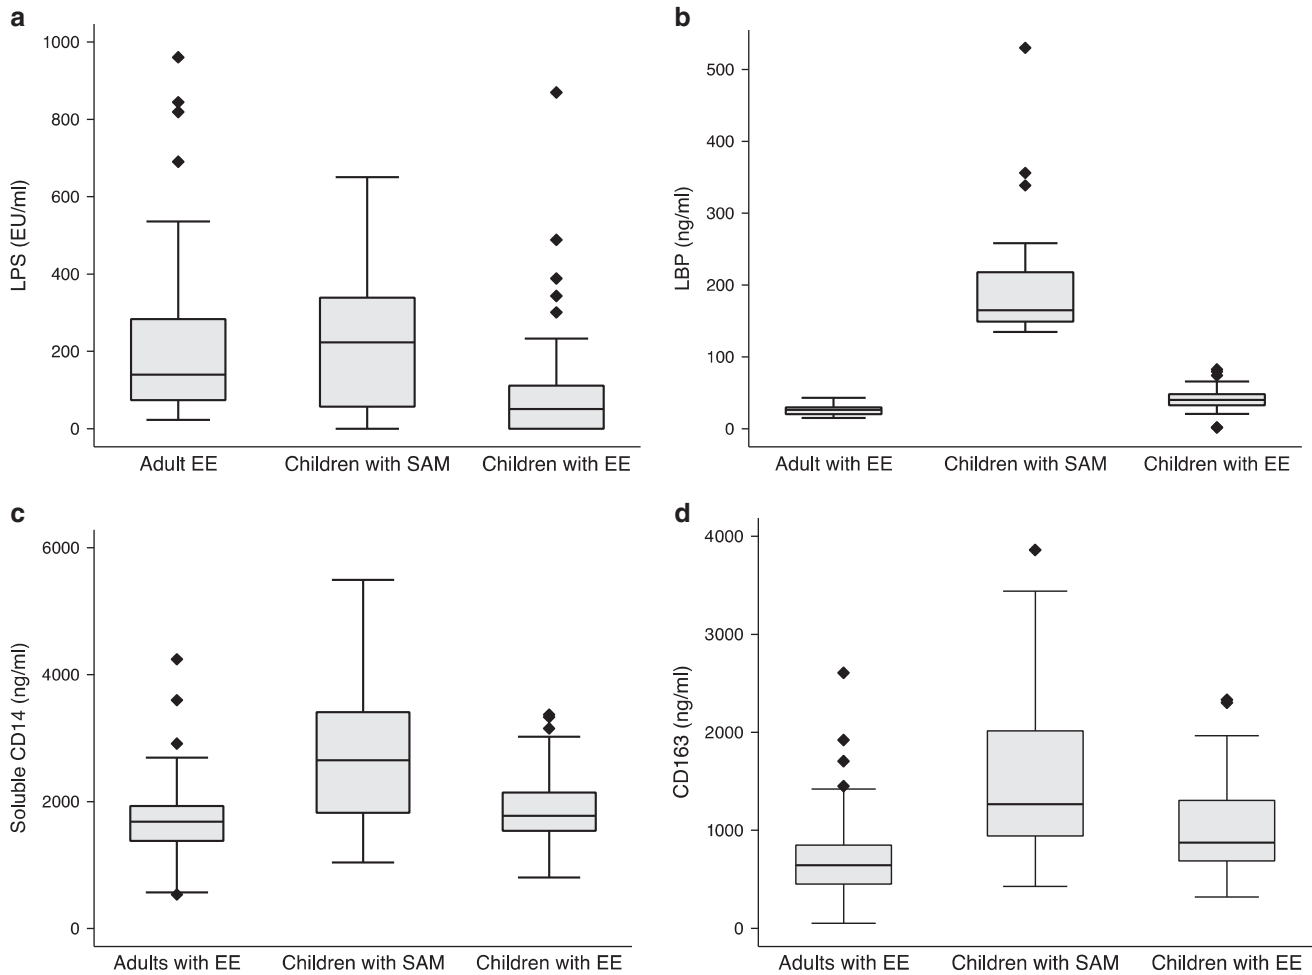 a
1000
800
600
400
200
0
LPS (EU/ml)
Adult EE
Children with SAM
Children with EE
b
500
400
300
200
100
0
LBP (ng/ml)
Adult with EE
Children with SAM
Children with EE
c
6000
4000
2000
0
Soluble CD14 (ng/ml)
Adults with EE
Children with SAM
Children with EE
d
4000
3000
2000
1000
0
CD163 (ng/ml)
Adults with EE
Children with SAM
Children with EE